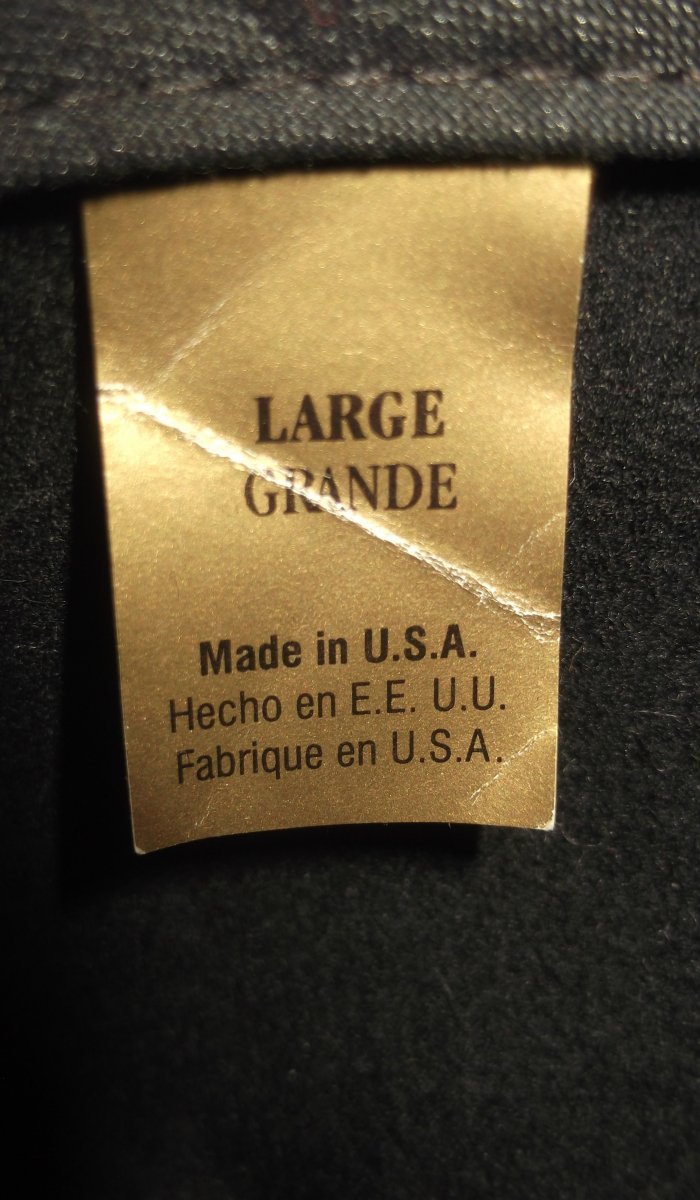 LARGE
GRANDE
Made in U.S.A.
Hecho en E.E. U.U.
Fabrique en U.S.A.